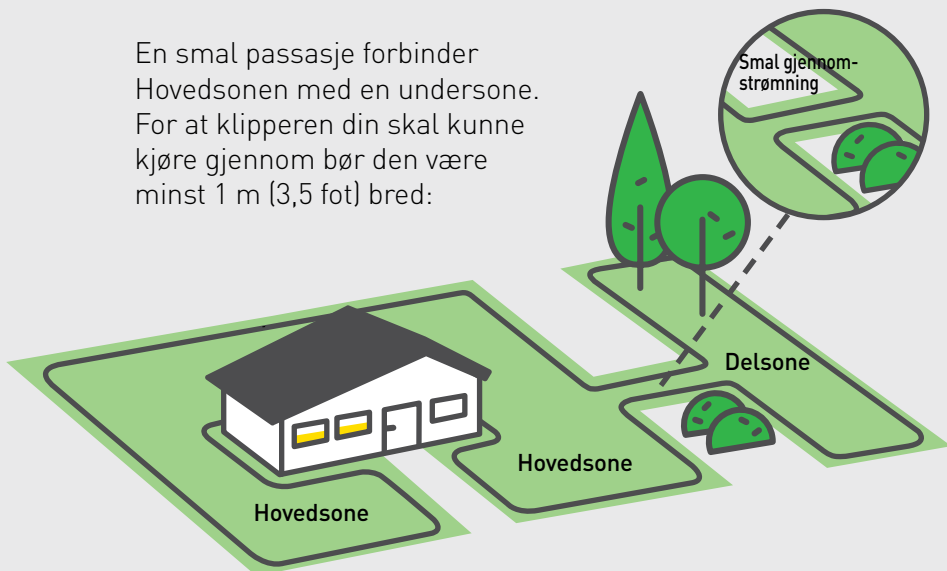 En smal passasje forbinder
Hovedsonen med en undersone.
For at klipperen din skal kunne
kjøre gjennom bør den være
minst 1 m (3,5 fot) bred:
Smal gjennom-
strømning
Delsone
Hovedsone
Hovedsone